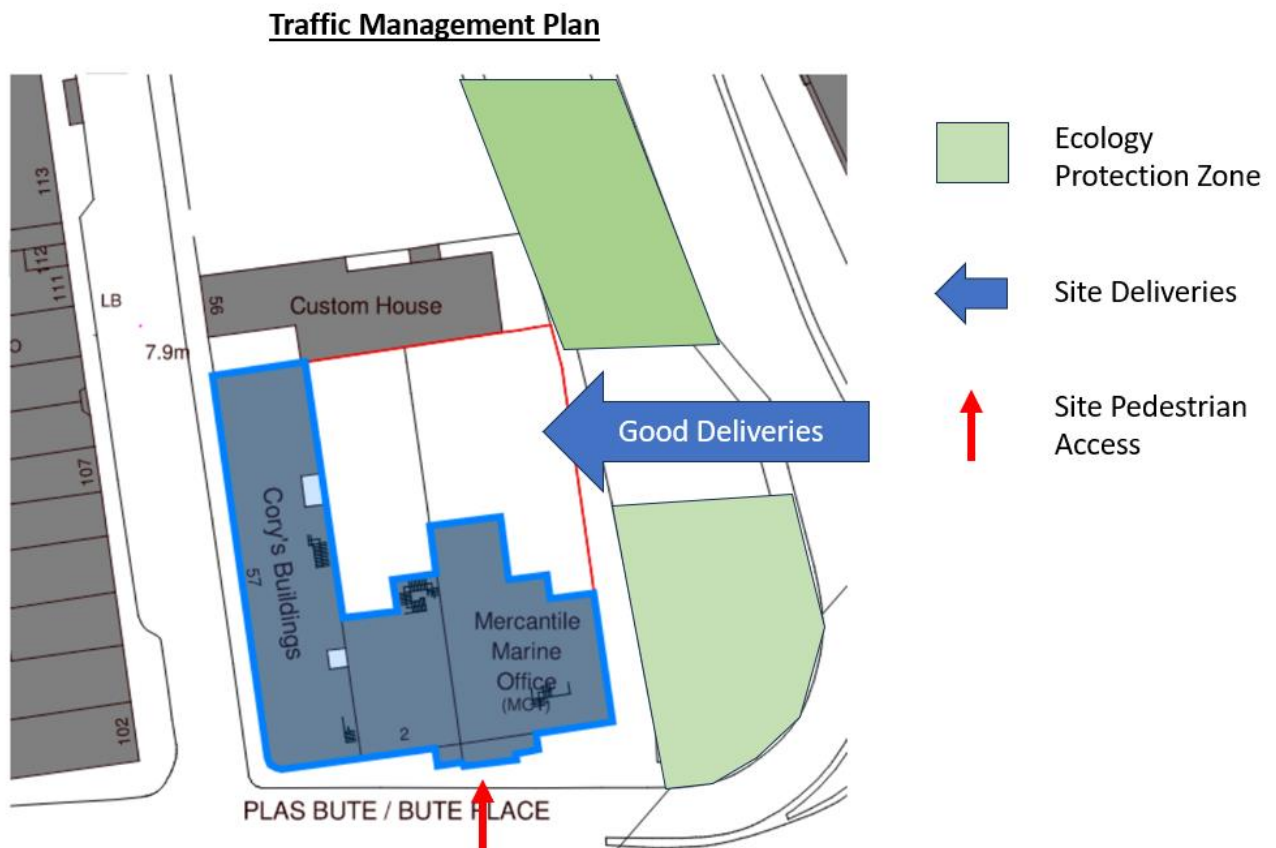 Traffic Management Plan
113
112
111
LB
56
Custom House
7.9m
107
Good Deliveries
Cory's Buildings
57
Mercantile
Marine
Office
2
102
PLAS BUTE / BUTE PLACE
Ecology
Protection Zone
Site Deliveries
Site Pedestrian
Access